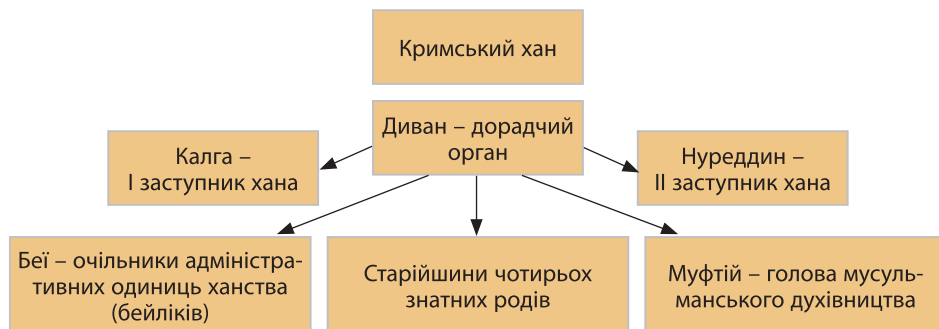 Кримський хан
Диван – дорадчий
орган
Калга –
І заступник хана
Нуреддин –
ІІ заступник хана
Беї – очільники адміністра-
тивних одиниць ханства
(бейліків)
Старійшини чотирьох
знатних родів
Муфтій – голова мусуль-
манського духівництва